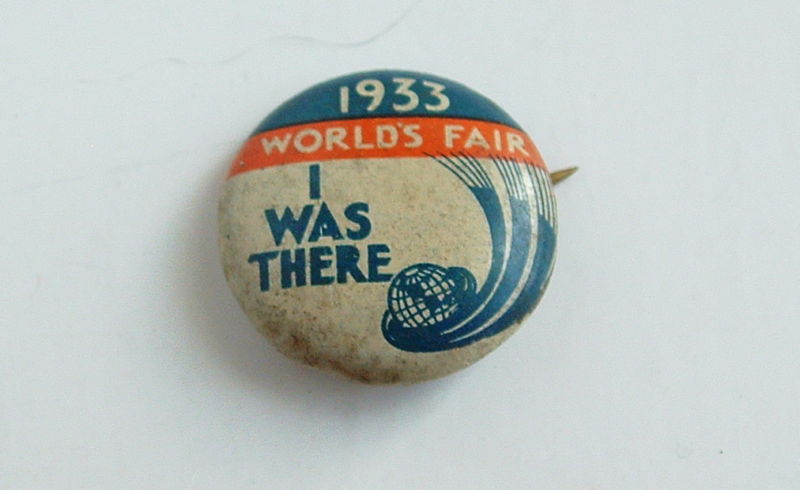 1933
WORLD'S FAIR
I
WAS
THERE